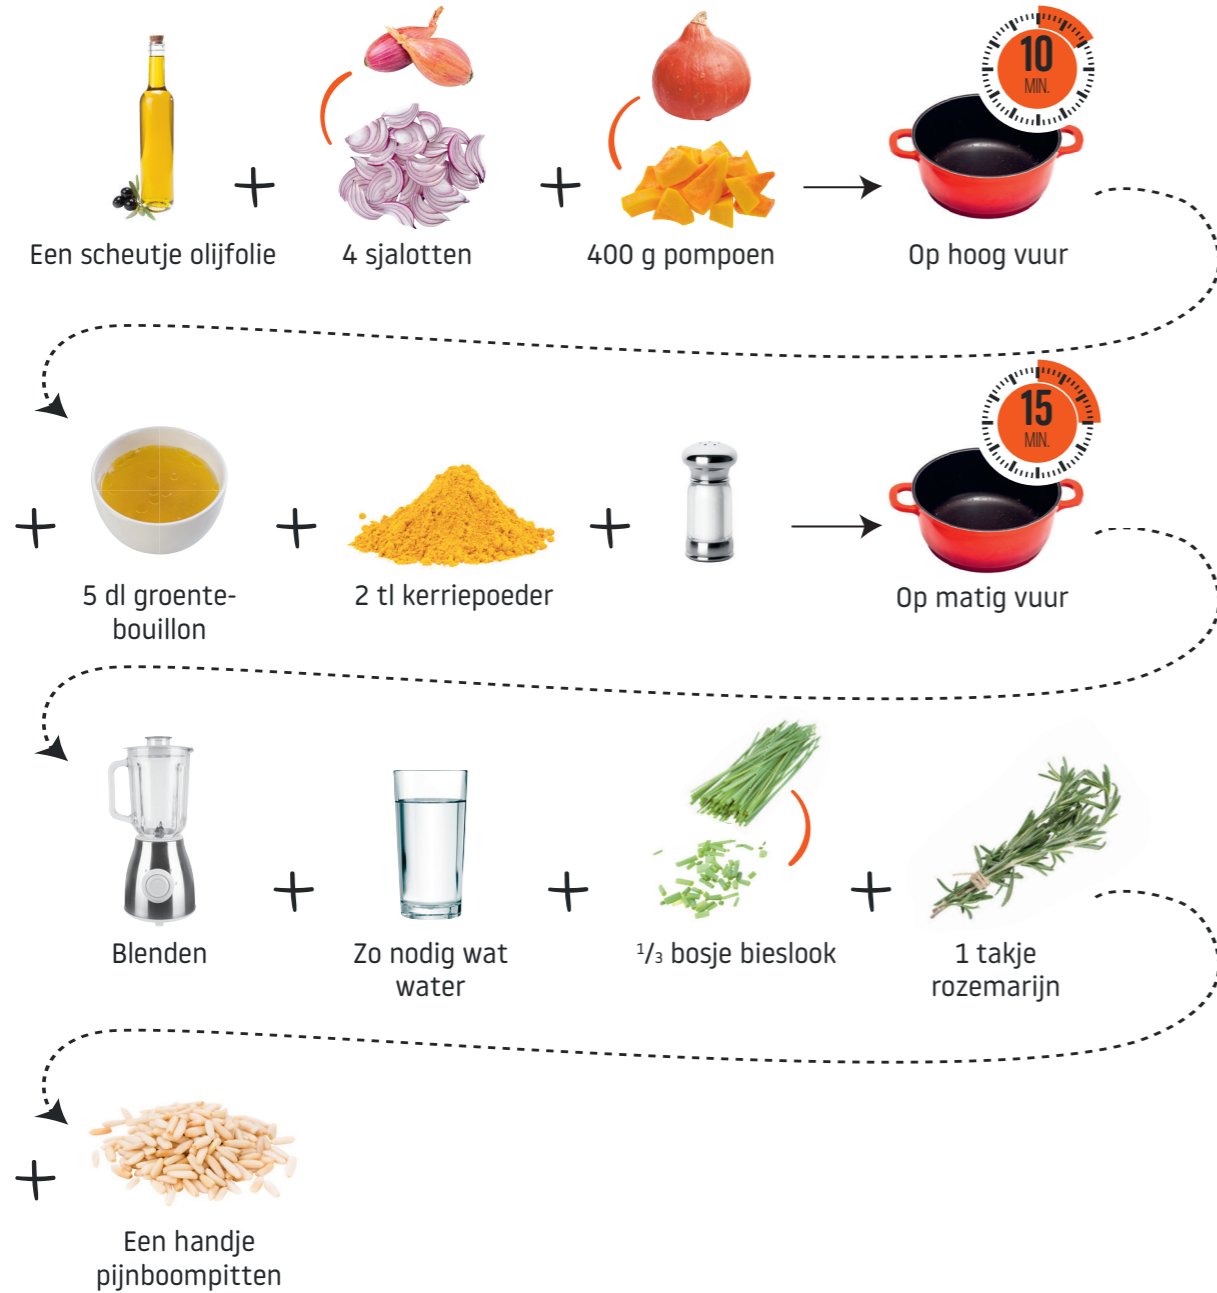 10
MIN.
Een scheutje olijfolie
4 sjalotten
400 g pompoen
Op hoog vuur
15
MIN.
5 dl groente-
bouillon
2 tl kerriepoeder
Op matig vuur
Blenden
Zo nodig wat
water
1/3 bosje bieslook
1 takje
rozemarijn
Een handje
pijnboompitten